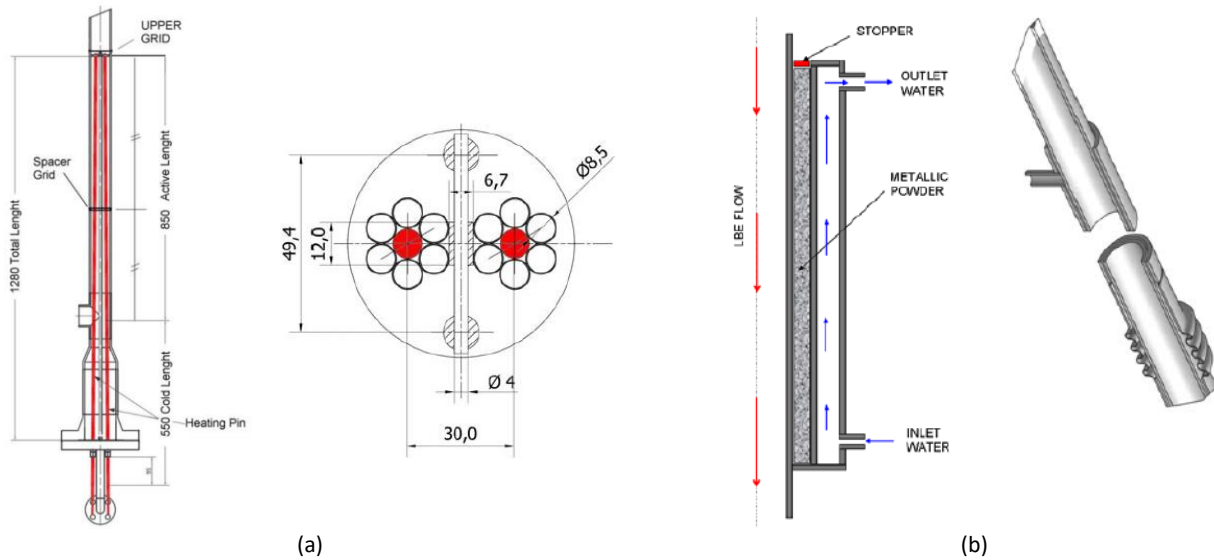 UPPER
GRID
1280 Total Lenght
850 Active Lenght
Spacer
Grid
550 Cold Lenght
Heating Pin
49,4
12,0
6,7
Ø8,5
Ø 4
30,0
(a)
STOPPER
OUTLET
WATER
METALLIC
POWDER
LBE FLOW
INLET
WATER
(b)